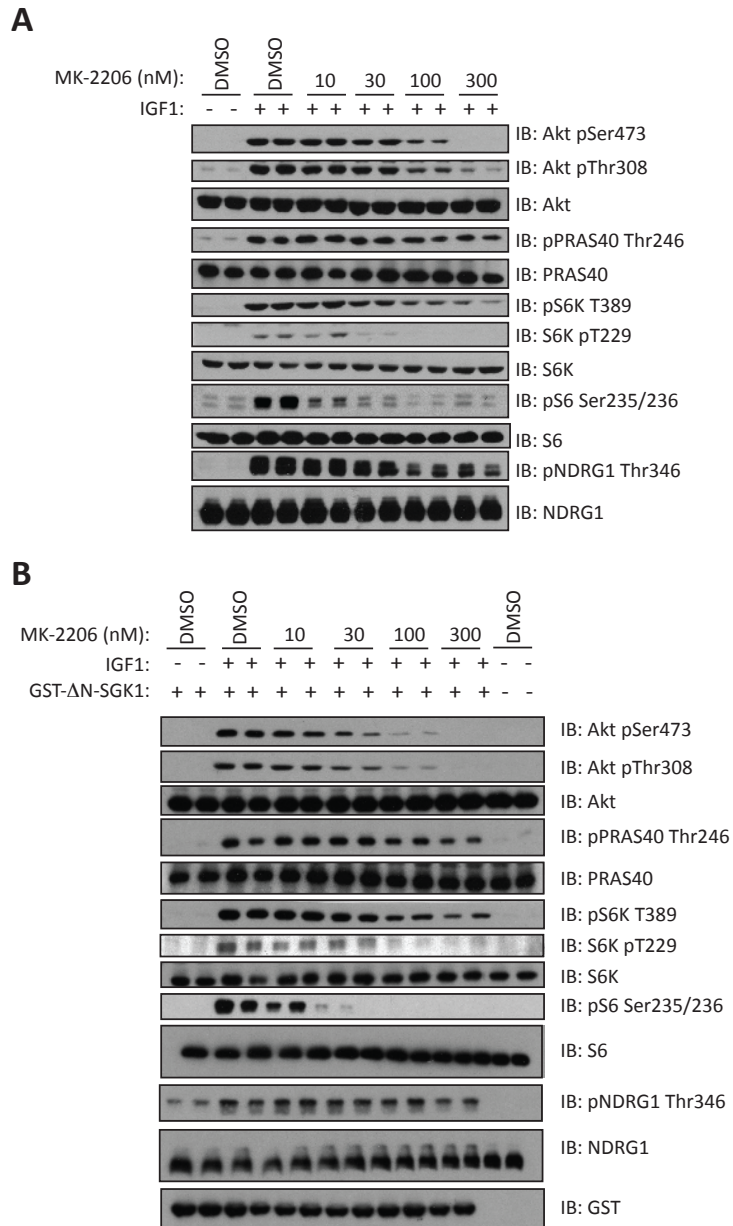 A
DMSO DMSO
MK-2206 (nM): 10 30 100 300
IGF1: - - + + + + + + + + + +
IB: Akt pSer473
IB: Akt pThr308
IB: Akt
IB: pPRAS40 Thr246
IB: PRAS40
IB: pS6K T389
IB: S6K pT229
IB: S6K
IB: pS6 Ser235/236
IB: S6
IB: pNDRG1 Thr346
IB: NDRG1
B
DMSO DMSO DMSO
MK-2206 (nM): 10 30 100 300
IGF1: - - + + + + + + + + + + - -
GST-ΔN-SGK1: + + + + + + + + + + + + - -
IB: Akt pSer473
IB: Akt pThr308
IB: Akt
IB: pPRAS40 Thr246
IB: PRAS40
IB: pS6K T389
IB: S6K pT229
IB: S6K
IB: pS6 Ser235/236
IB: S6
IB: pNDRG1 Thr346
IB: NDRG1
IB: GST